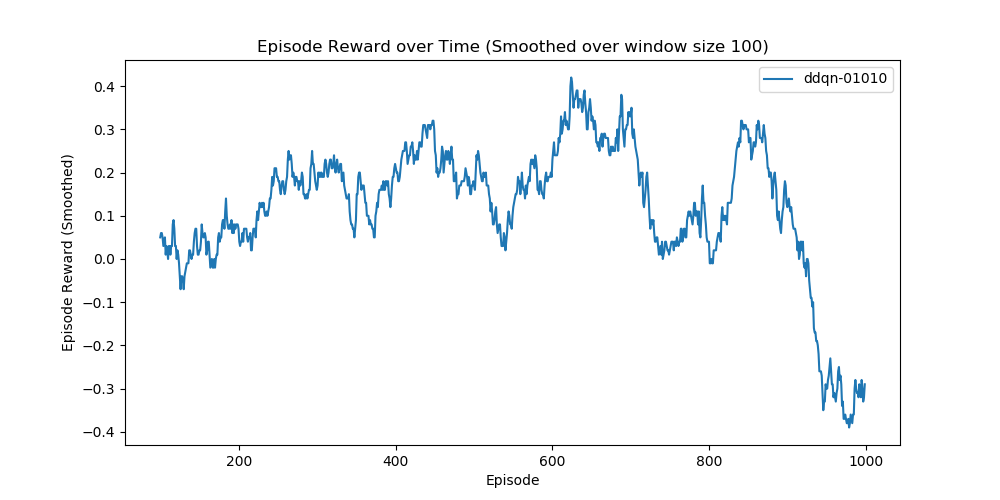 Episode Reward over Time (Smoothed over window size 100)
ddqn-01010
Episode Reward (Smoothed)
0.4
0.3
0.2
0.1
0.0
−0.1
−0.2
−0.3
−0.4
200 400 600 800 1000
Episode